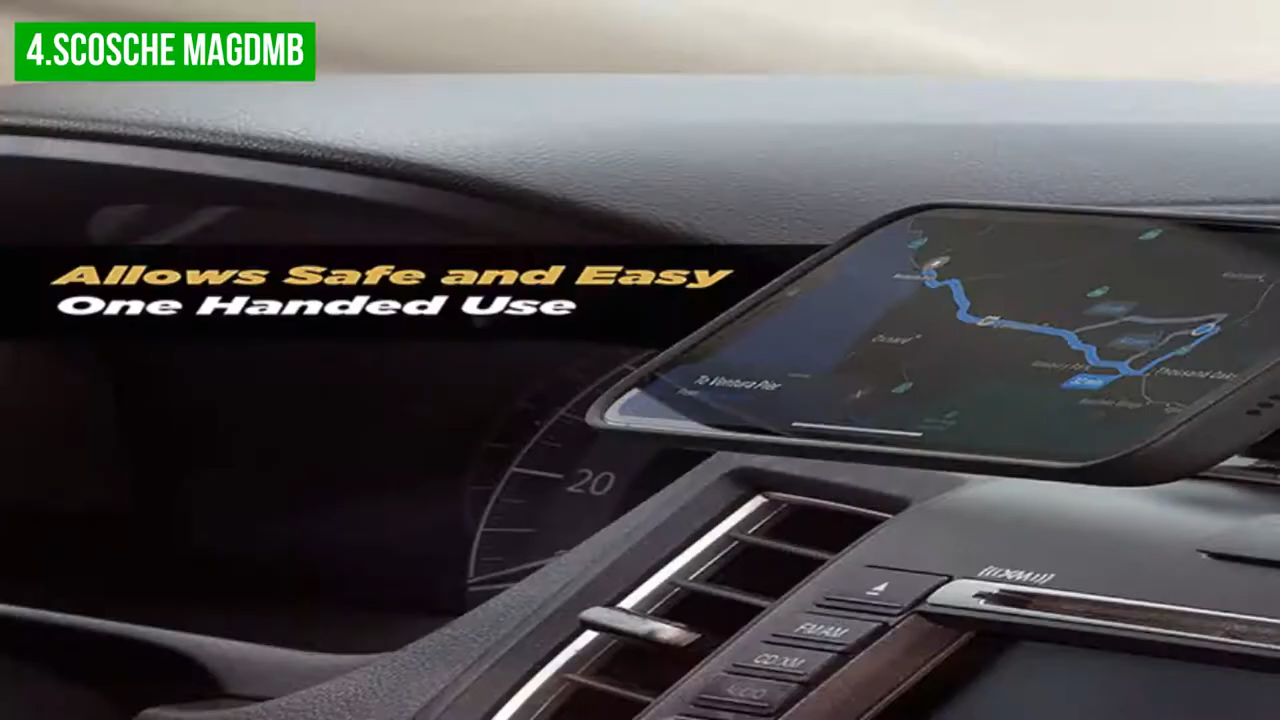 4.SCOSCHE MAGDMB
Allows Safe and Easy
One Handed Use
To Ventura Pier
Thousand Oaks
20
((XM))
FM/AM
CD/XM